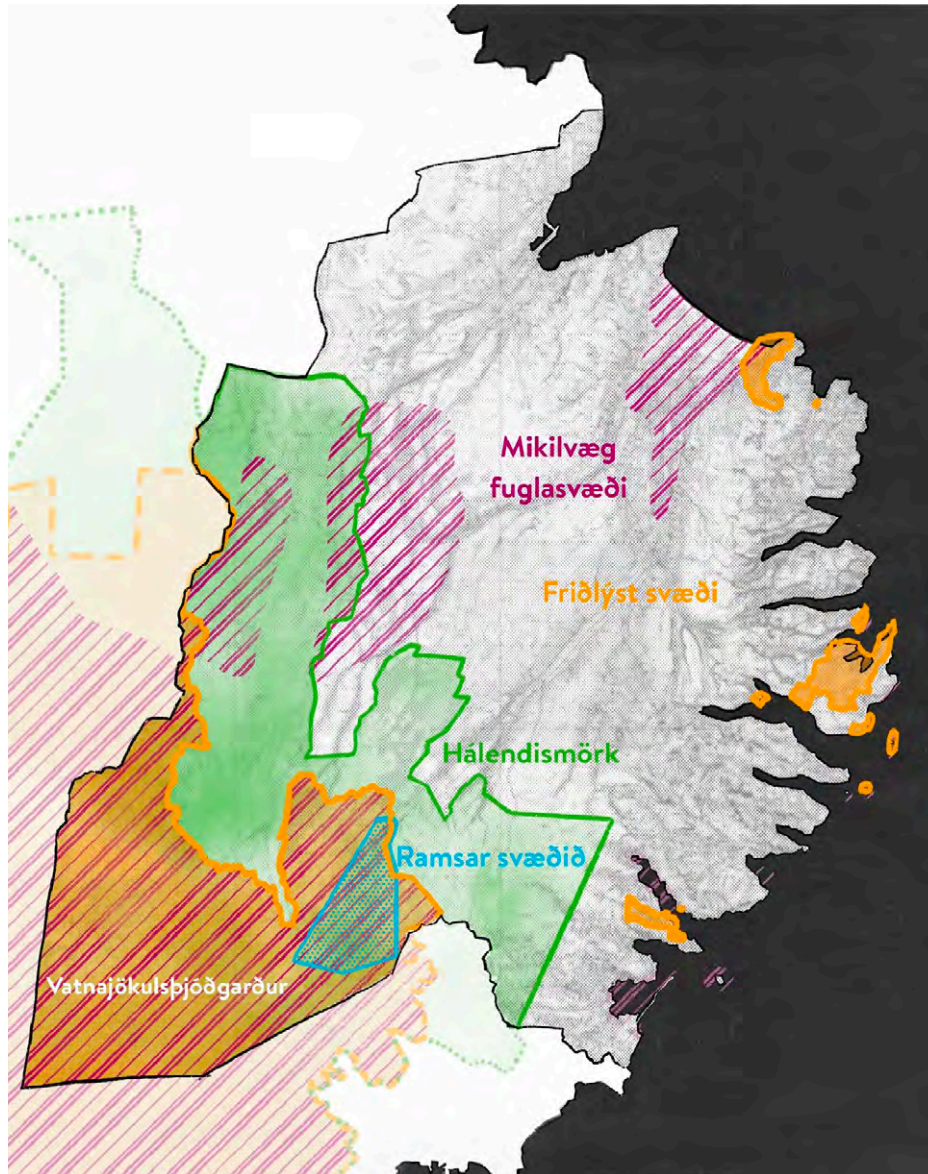 Mikilvæg
fuglasvæði
Friðlýst svæði
Hálendismörk
Ramsar svæðið
Vatnajökulsþjóðgarður